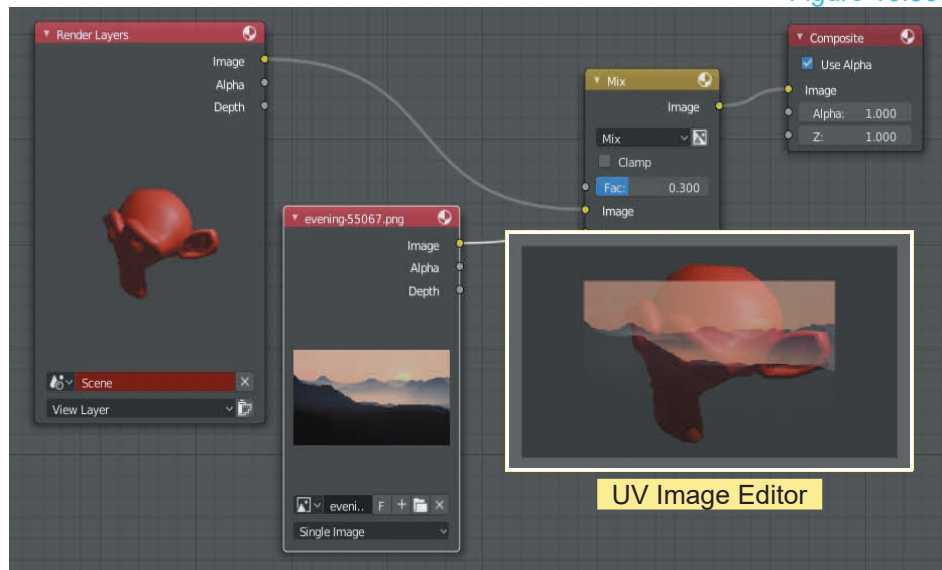 Render Layers
Image
Alpha
Depth
Scene
View Layer
evening-55067.png
Image
Alpha
Depth
eveni..
F
Single Image
Mix
Image
Mix
Clamp
Fac: 0.300
Image
Composite
Use Alpha
Image
Alpha: 1.000
Z: 1.000
UV Image Editor